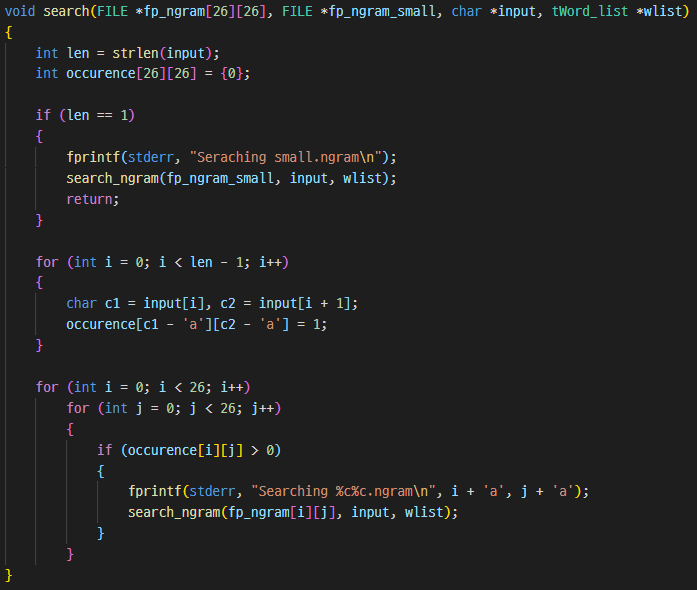 void search(FILE *fp_ngram[26][26], FILE *fp_ngram_small, char *input, tWord_list *wlist)
{
    int len = strlen(input);
    int occurence[26][26] = {0};

    if (len == 1)
    {
        fprintf(stderr, "Seraching small.ngram\n");
        search_ngram(fp_ngram_small, input, wlist);
        return;
    }

    for (int i = 0; i < len - 1; i++)
    {
        char c1 = input[i], c2 = input[i + 1];
        occurence[c1 - 'a'][c2 - 'a'] = 1;
    }

    for (int i = 0; i < 26; i++)
        for (int j = 0; j < 26; j++)
        {
            if (occurence[i][j] > 0)
            {
                fprintf(stderr, "Searching %c%c.ngram\n", i + 'a', j + 'a');
                search_ngram(fp_ngram[i][j], input, wlist);
            }
        }
}